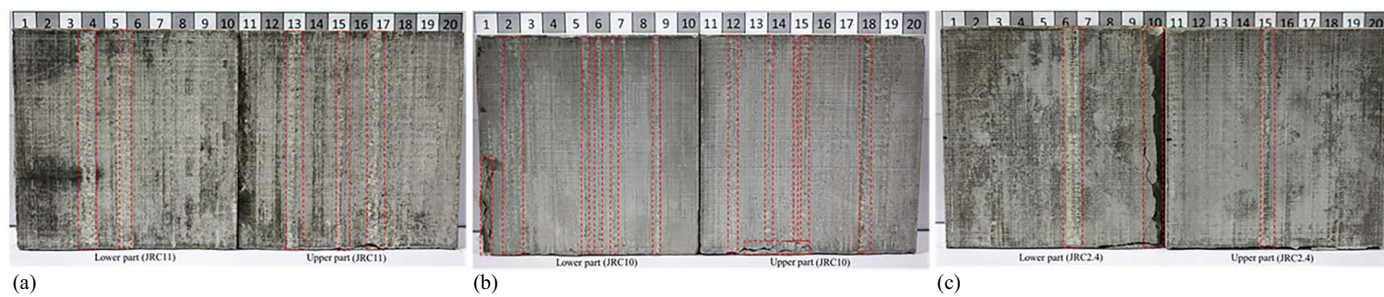 1 2 3 4 5 6 7 8 9 10 11 12 13 14 15 16 17 18 19 20
Lower part (JRC11) Upper part (JRC11)
(a)
1 2 3 4 5 6 7 8 9 10 11 12 13 14 15 16 17 18 19 20
Lower part (JRC10) Upper part (JRC10)
(b)
1 2 3 4 5 6 7 8 9 10 11 12 13 14 15 16 17 18 19 20
Lower part (JRC2.4) Upper part (JRC2.4)
(c)